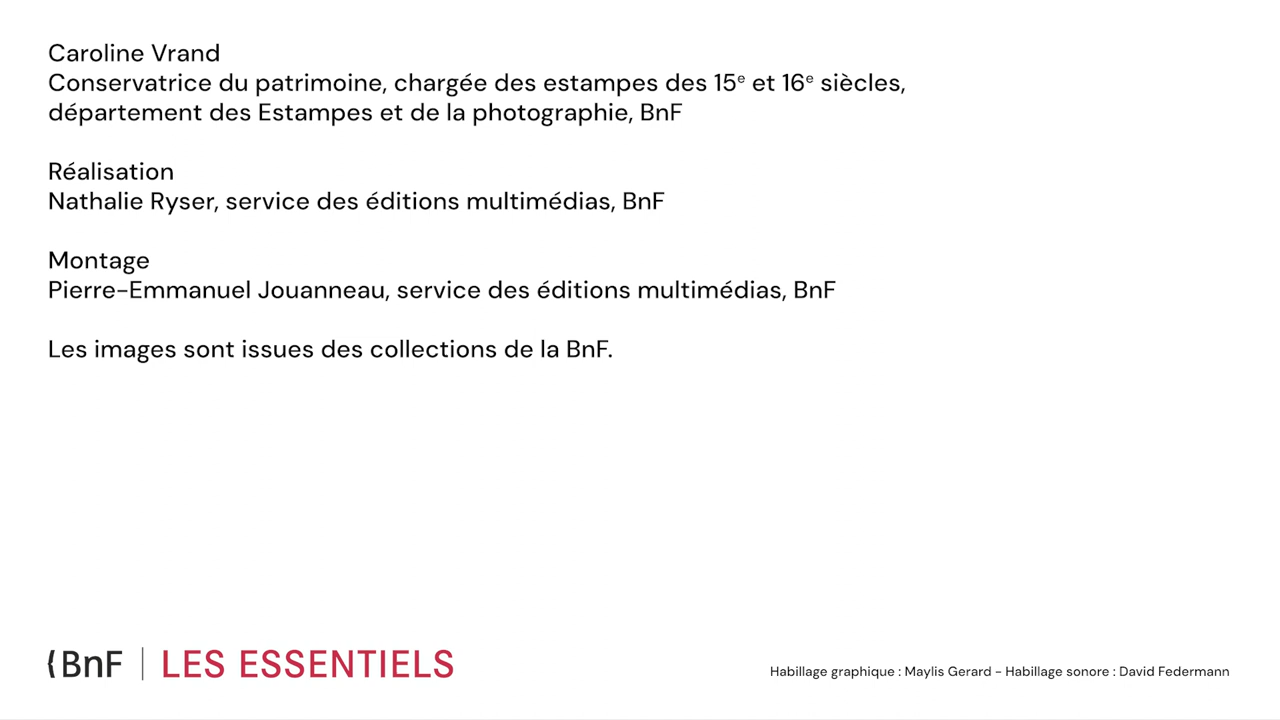 Caroline Vrand
Conservatrice du patrimoine, chargée des estampes des 15ᵉ et 16ᵉ siècles,
département des Estampes et de la photographie, BnF
Réalisation
Nathalie Ryser, service des éditions multimédias, BnF
Montage
Pierre-Emmanuel Jouanneau, service des éditions multimédias, BnF
Les images sont issues des collections de la BnF.
BnF | LES ESSENTIELS
Habillage graphique : Maylis Gerard - Habillage sonore : David Federmann